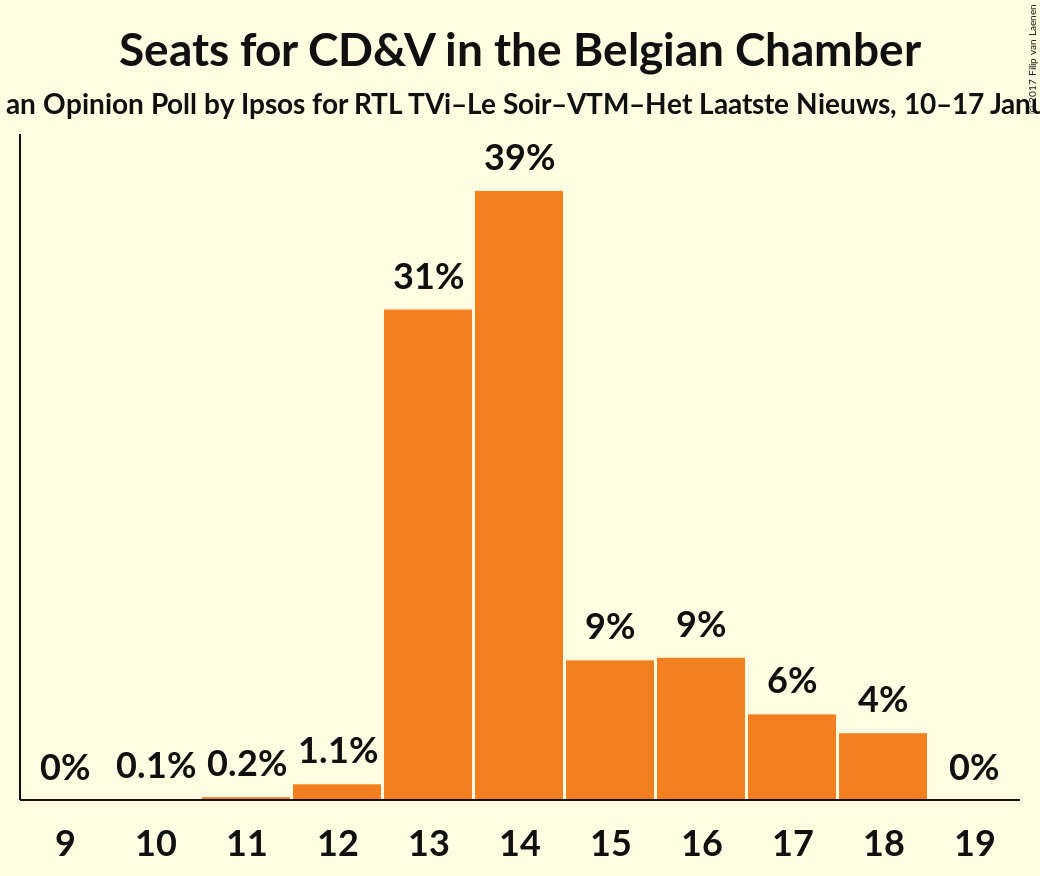 Seats for CD&V in the Belgian Chamber
an Opinion Poll by Ipsos for RTL TVi–Le Soir–VTM–Het Laatste Nieuws, 10–17
© 2017 Filip van Laenen
39%
31%
9%
9%
6%
4%
0%
0.1%
0.2%
1.1%
0%
9 10 11 12 13 14 15 16 17 18 19